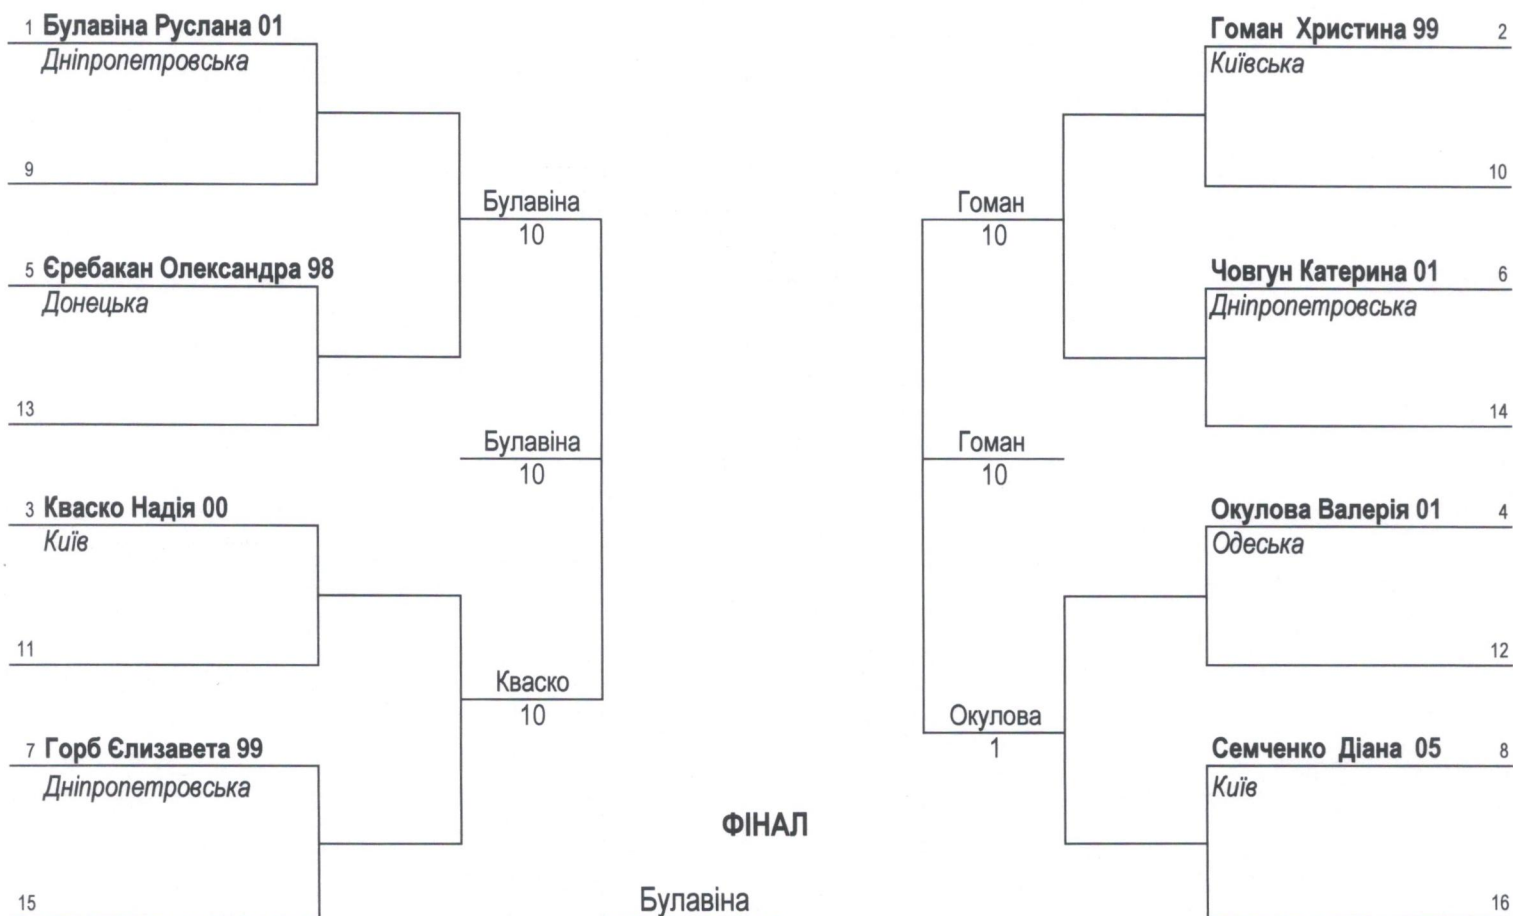 1 Булавіна Руслана 01
Дніпропетровська
9
Булавіна
10
5 Єребакан Олександра 98
Донецька
13
Булавіна
10
3 Кваско Надія 00
Київ
11
Кваско
10
7 Горб Єлизавета 99
Дніпропетровська
15
Гоман Христина 99 2
Київська
10
Гоман
10
Човгун Катерина 01 6
Дніпропетровська
14
Гоман
10
Окулова Валерія 01 4
Одеська
12
Окулова
1
Семченко Діана 05 8
Київ
16
ФІНАЛ
Булавіна